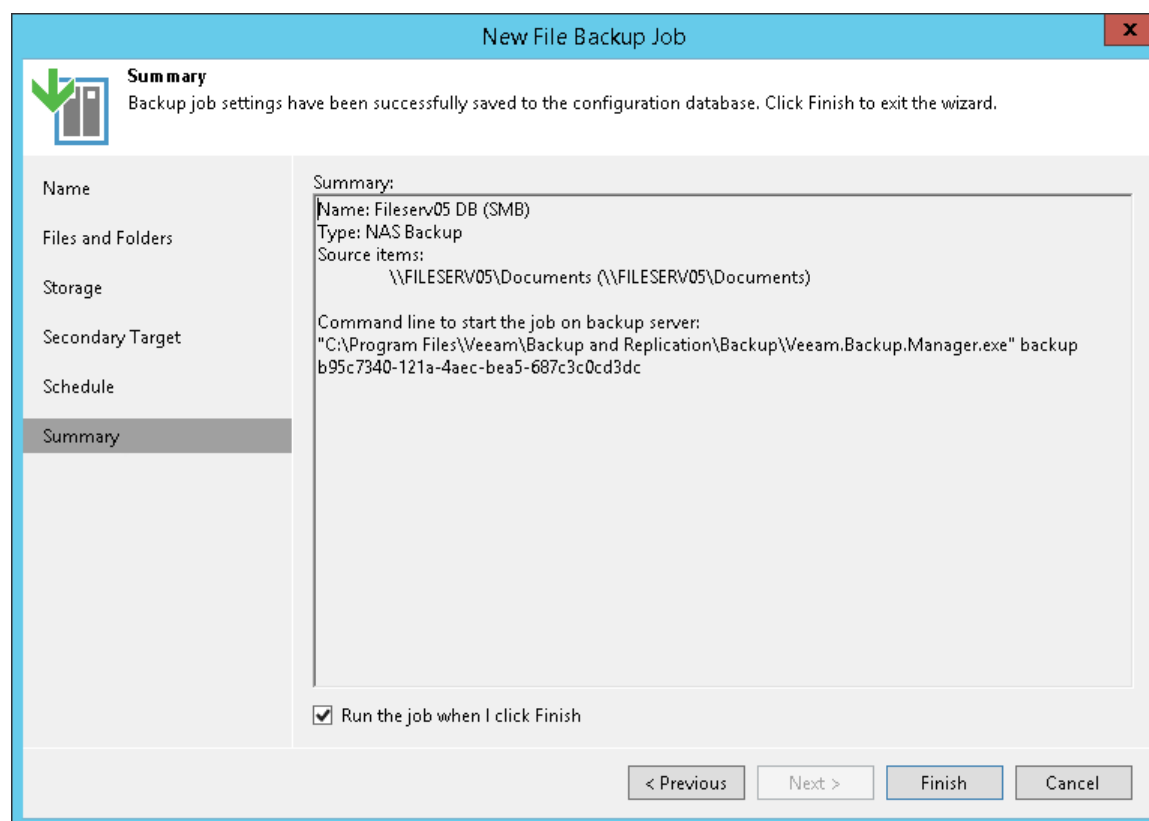 New File Backup Job
x
Summary
Backup job settings have been successfully saved to the configuration database. Click Finish to exit the wizard.
Name
Files and Folders
Storage
Secondary Target
Schedule
Summary
Summary:
Name: Fileserv05 DB (SMB)
Type: NAS Backup
Source items:
\\FILESERV05\Documents (\\FILESERV05\Documents)
Command line to start the job on backup server:
"C:\Program Files\Veeam\Backup and Replication\Backup\Veeam.Backup.Manager.exe" backup
b95c7340-121a-4aec-bea5-687c3c0cd3dc
Run the job when I click Finish
< Previous
Next >
Finish
Cancel